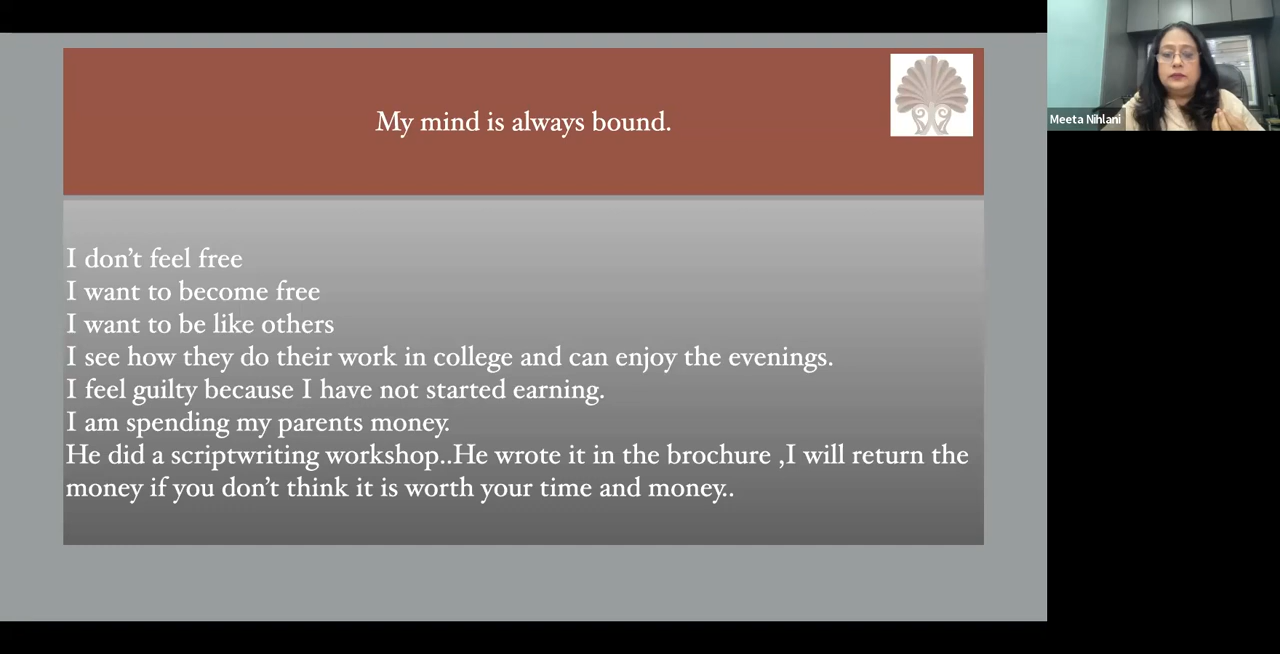 My mind is always bound.
Meeta Nihlani
I don't feel free
I want to become free
I want to be like others
I see how they do their work in college and can enjoy the evenings.
I feel guilty because I have not started earning.
I am spending my parents money.
He did a scriptwriting workshop..He wrote it in the brochure ,I will return the
money if you don't think it is worth your time and money..